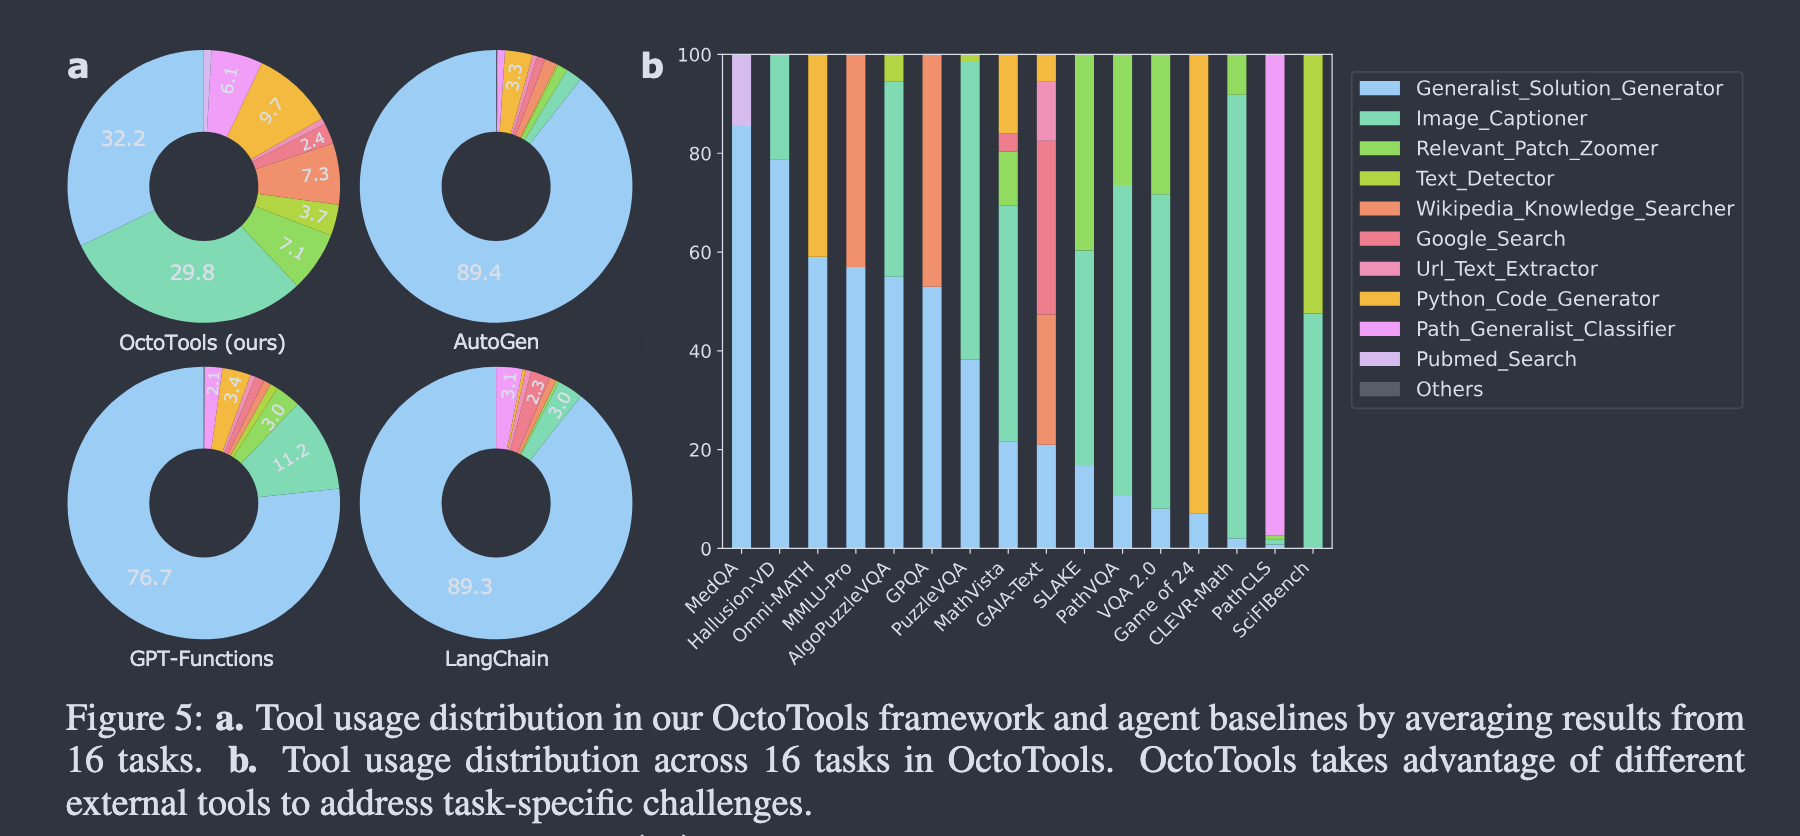 a
6.1
9.7
2.4
7.3
3.7
7.1
29.8
32.2
OctoTools (ours)
3.3
89.4
AutoGen
2.1
3.4
3.0
11.2
76.7
GPT-Functions
3.1
2.3
3.0
89.3
LangChain
b
100
80
60
40
20
0
MedQA
Hallusion-VD
Omni-MATH
MMLU-Pro
AlgoPuzzleVQA
GPQA
PuzzleVQA
MathVista
GAIA-Text
SLAKE
PathVQA
VQA 2.0
Game of 24
CLEVR-Math
PathCLS
SciFIBench
Generalist_Solution_Generator
Image_Captioner
Relevant_Patch_Zoomer
Text_Detector
Wikipedia_Knowledge_Searcher
Google_Search
Url_Text_Extractor
Python_Code_Generator
Path_Generalist_Classifier
Pubmed_Search
Others
Figure 5: a. Tool usage distribution in our OctoTools framework and agent baselines by averaging results from
16 tasks. b. Tool usage distribution across 16 tasks in OctoTools. OctoTools takes advantage of different
external tools to address task-specific challenges.